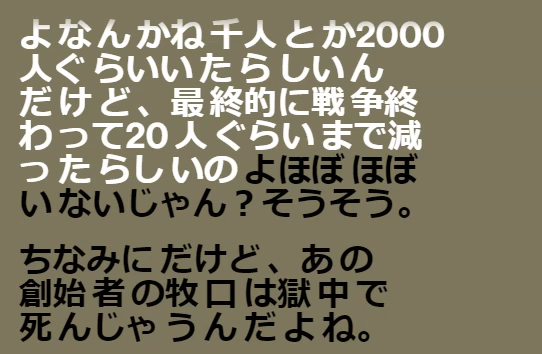 よなんかね千人とか2000
人ぐらいいたらしいん
だけど、最終的に戦争終
わって20人ぐらいまで減
ったらしいのよほぼほぼ
いないじゃん？そうそう。
ちなみにだけど、あの
創始者の牧口は獄中で
死んじゃうんだよね。